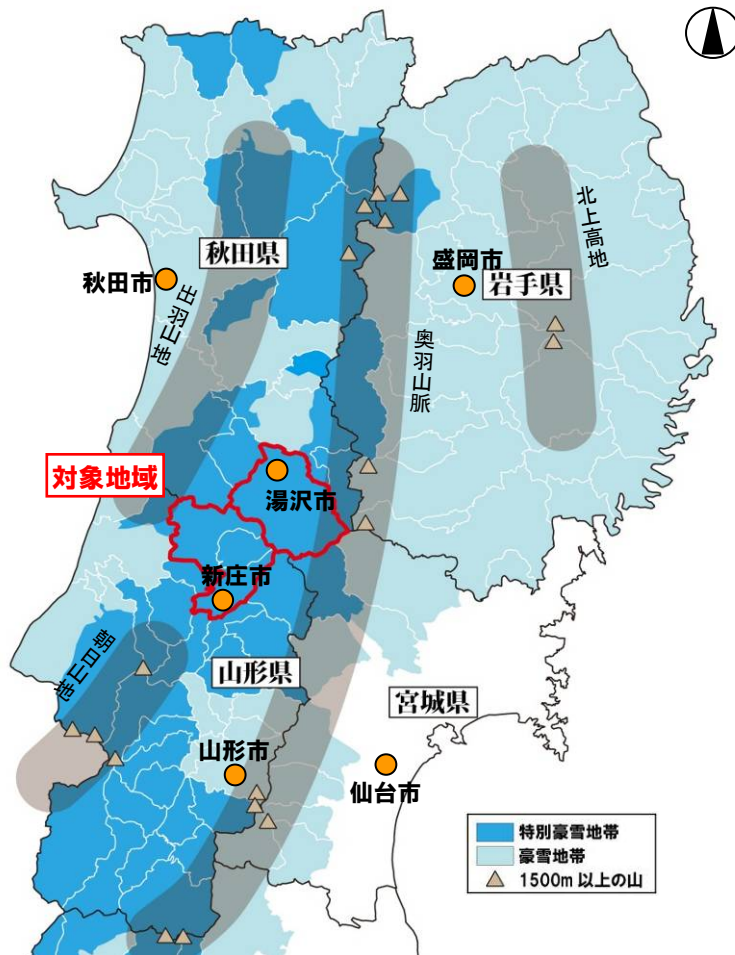 秋田県
秋田市
出羽山地
盛岡市
岩手県
北上高地
奥羽山脈
対象地域
湯沢市
新庄市
朝日山地
山形県
宮城県
山形市
仙台市
特別豪雪地帯
豪雪地帯
1500m 以上の山